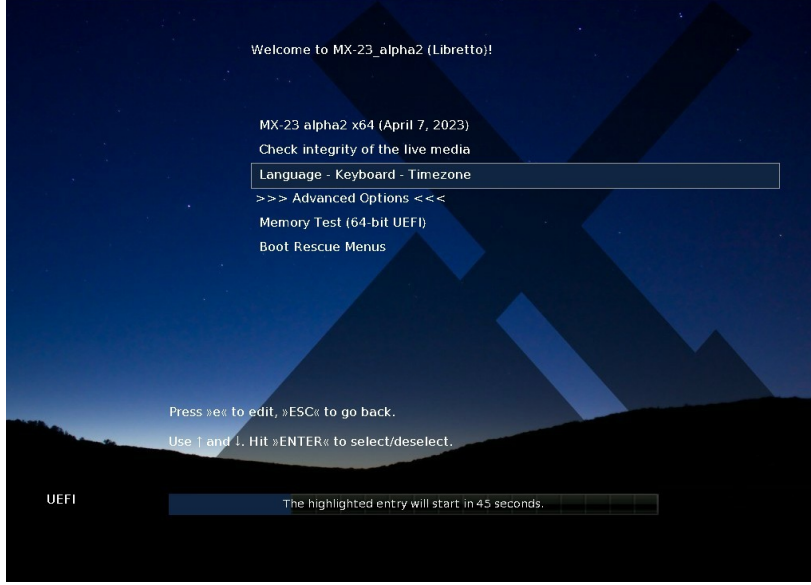 Welcome to MX-23_alpha2 (Libretto)!
MX-23 alpha2 x64 (April 7, 2023)
Check integrity of the live media
Language - Keyboard - Timezone
>>> Advanced Options <<<
Memory Test (64-bit UEFI)
Boot Rescue Menus
Press »e« to edit, »ESC« to go back.
Use ↑ and ↓. Hit »ENTER« to select/deselect.
UEFI
The highlighted entry will start in 45 seconds.